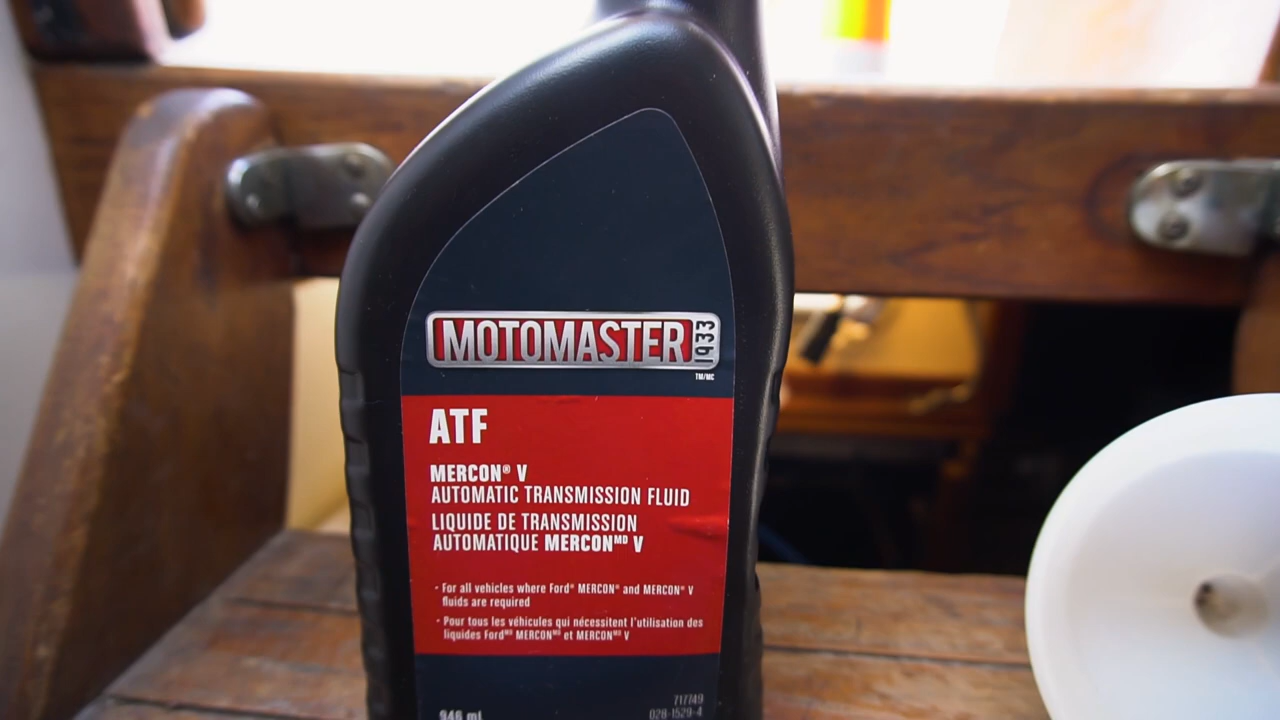 MOTOMASTER 1933
TM/MC
ATF
MERCON® V
AUTOMATIC TRANSMISSION FLUID
LIQUIDE DE TRANSMISSION
AUTOMATIQUE MERCONMD V
- For all vehicles where Ford® MERCON® and MERCON® V
fluids are required
- Pour tous les véhicules qui nécessitent l'utilisation des
liquides FordMD MERCONMD et MERCONMD V
717749
946 ml
028-1529-4